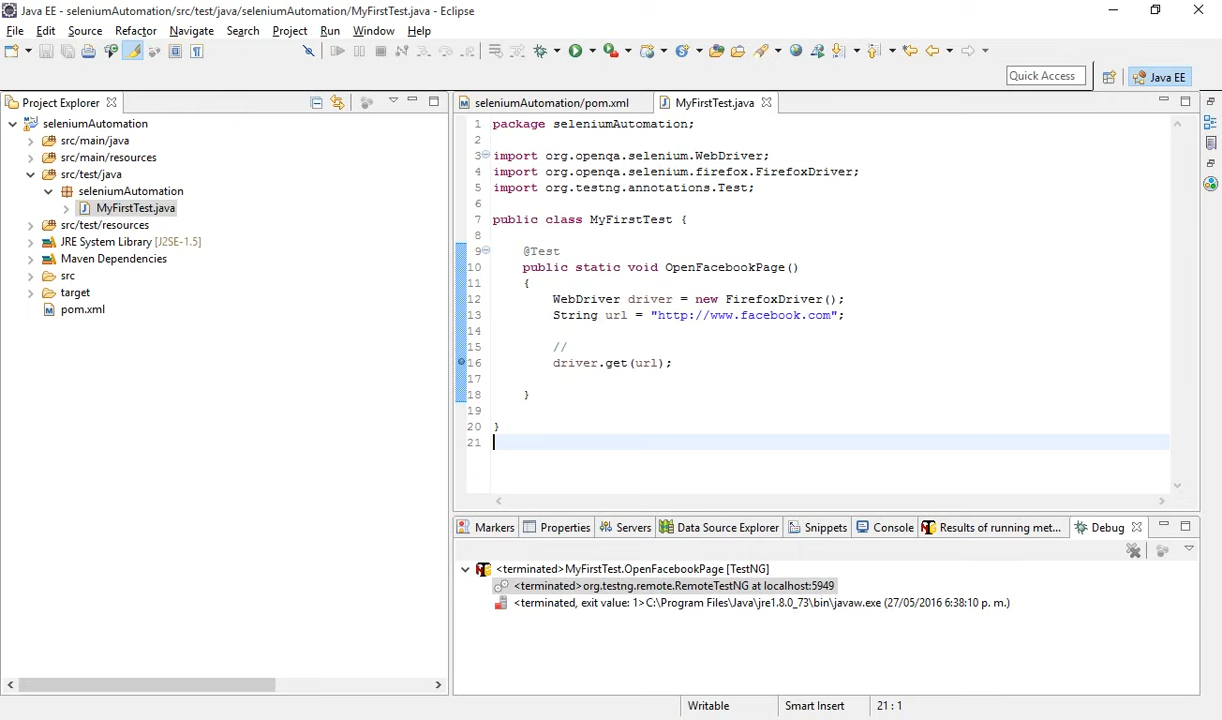 Java EE - seleniumAutomation/src/test/java/seleniumAutomation/MyFirstTest.java - Eclipse
File Edit Source Refactor Navigate Search Project Run Window Help
Quick Access
Java EE
Project Explorer
seleniumAutomation
src/main/java
src/main/resources
src/test/java
seleniumAutomation
MyFirstTest.java
src/test/resources
JRE System Library [J2SE-1.5]
Maven Dependencies
src
target
pom.xml
seleniumAutomation/pom.xml MyFirstTest.java
1 package seleniumAutomation;
2
3 import org.openqa.selenium.WebDriver;
4 import org.openqa.selenium.firefox.FirefoxDriver;
5 import org.testng.annotations.Test;
6
7 public class MyFirstTest {
8
9 @Test
10 public static void OpenFacebookPage()
11 {
12 WebDriver driver = new FirefoxDriver();
13 String url = "http://www.facebook.com";
14
15 //
16 driver.get(url);
17
18 }
19
20 }
21
Markers Properties Servers Data Source Explorer Snippets Console Results of running met... Debug
<terminated>MyFirstTest.OpenFacebookPage [TestNG]
<terminated>org.testng.remote.RemoteTestNG at localhost:5949
<terminated, exit value: 1>C:\Program Files\Java\jre1.8.0_73\bin\javaw.exe (27/05/2016 6:38:10 p. m.)
Writable Smart Insert 21 : 1